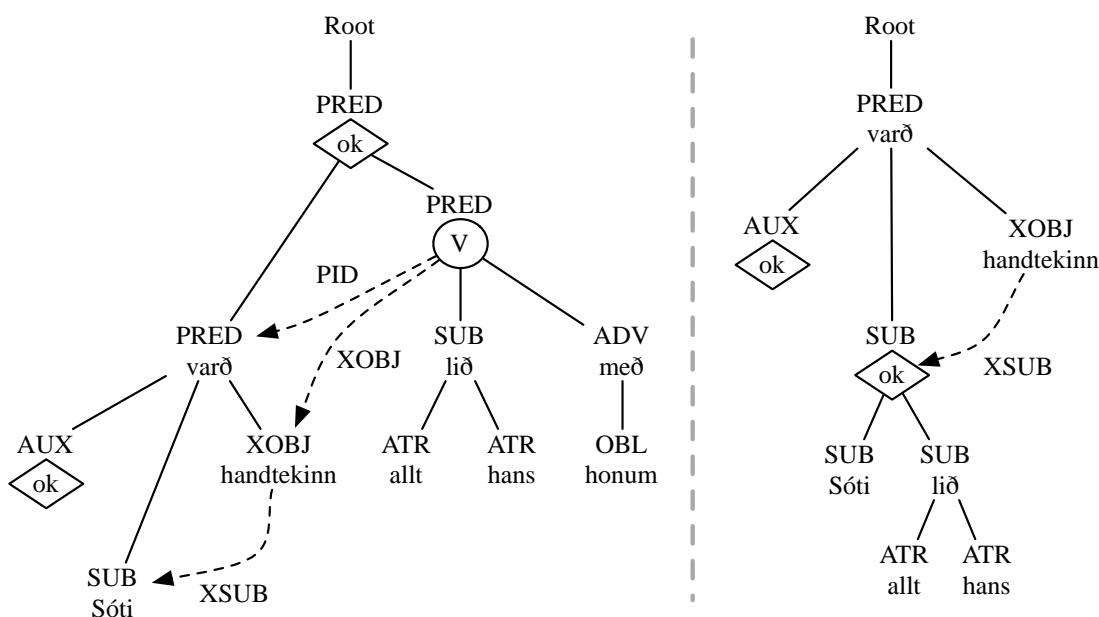 Root
PRED
ok
PRED
V
PID
XOBJ
PRED
varð
SUB
lið
ADV
með
AUX
ok
XOBJ
handtekinn
ATR
allt
ATR
hans
OBL
honum
SUB
Sóti
XSUB
Root
PRED
varð
AUX
ok
XOBJ
handtekinn
SUB
ok
XSUB
SUB
Sóti
SUB
lið
ATR
allt
ATR
hans